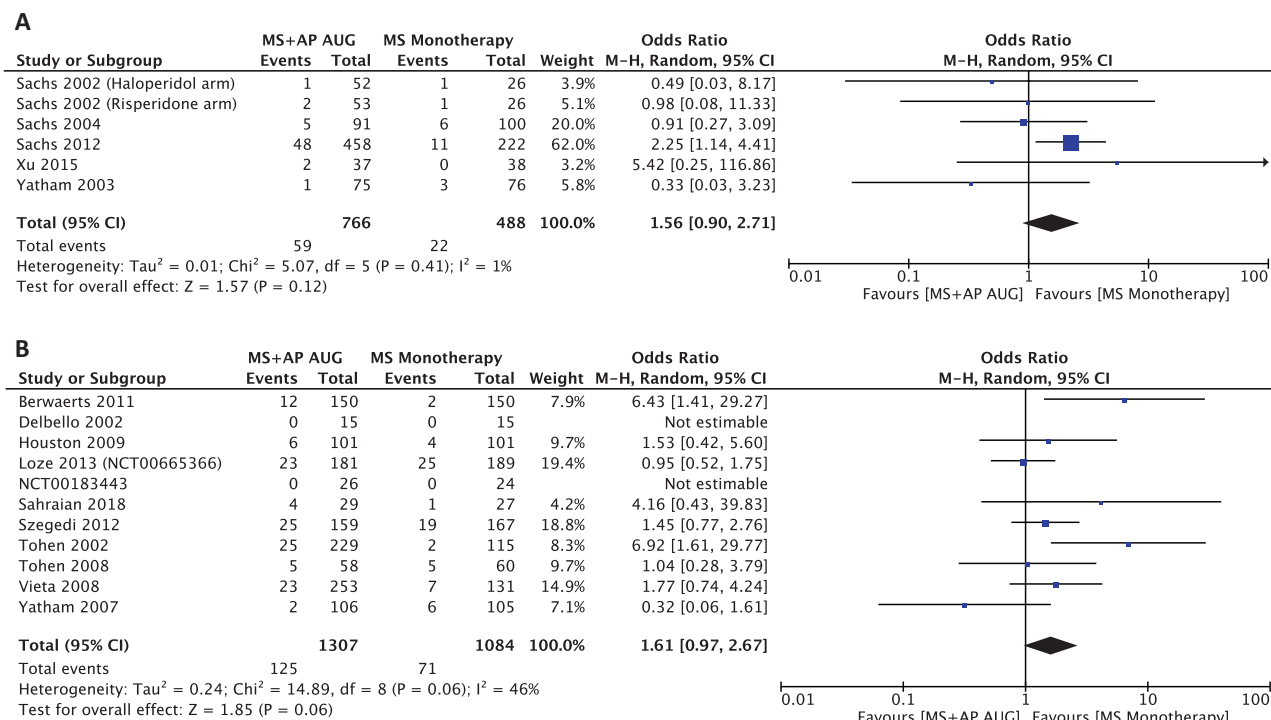 A
MS+AP AUG MS Monotherapy Odds Ratio Odds Ratio
Study or Subgroup Events Total Events Total Weight M-H, Random, 95% CI M-H, Random, 95% CI
Sachs 2002 (Haloperidol arm) 1 52 1 26 3.9% 0.49 [0.03, 8.17]
Sachs 2002 (Risperidone arm) 2 53 1 26 5.1% 0.98 [0.08, 11.33]
Sachs 2004 5 91 6 100 20.0% 0.91 [0.27, 3.09]
Sachs 2012 48 458 11 222 62.0% 2.25 [1.14, 4.41]
Xu 2015 2 37 0 38 3.2% 5.42 [0.25, 116.86]
Yatham 2003 1 75 3 76 5.8% 0.33 [0.03, 3.23]
Total (95% CI) 766 488 100.0% 1.56 [0.90, 2.71]
Total events 59 22
Heterogeneity: Tau² = 0.01; Chi² = 5.07, df = 5 (P = 0.41); I² = 1%
Test for overall effect: Z = 1.57 (P = 0.12)
0.01 0.1 1 10 100
Favours [MS+AP AUG] Favours [MS Monotherapy]
B
MS+AP AUG MS Monotherapy Odds Ratio Odds Ratio
Study or Subgroup Events Total Events Total Weight M-H, Random, 95% CI M-H, Random, 95% CI
Berwaerts 2011 12 150 2 150 7.9% 6.43 [1.41, 29.27]
Delbello 2002 0 15 0 15 Not estimable
Houston 2009 6 101 4 101 9.7% 1.53 [0.42, 5.60]
Loze 2013 (NCT00665366) 23 181 25 189 19.4% 0.95 [0.52, 1.75]
NCT00183443 0 26 0 24 Not estimable
Sahraian 2018 4 29 1 27 4.2% 4.16 [0.43, 39.83]
Szegedi 2012 25 159 19 167 18.8% 1.45 [0.77, 2.76]
Tohen 2002 25 229 2 115 8.3% 6.92 [1.61, 29.77]
Tohen 2008 5 58 5 60 9.7% 1.04 [0.28, 3.79]
Vieta 2008 23 253 7 131 14.9% 1.77 [0.74, 4.24]
Yatham 2007 2 106 6 105 7.1% 0.32 [0.06, 1.61]
Total (95% CI) 1307 1084 100.0% 1.61 [0.97, 2.67]
Total events 125 71
Heterogeneity: Tau² = 0.24; Chi² = 14.89, df = 8 (P = 0.06); I² = 46%
Test for overall effect: Z = 1.85 (P = 0.06)
0.01 0.1 1 10 100
Favours [MS+AP AUG] Favours [MS Monotherapy]